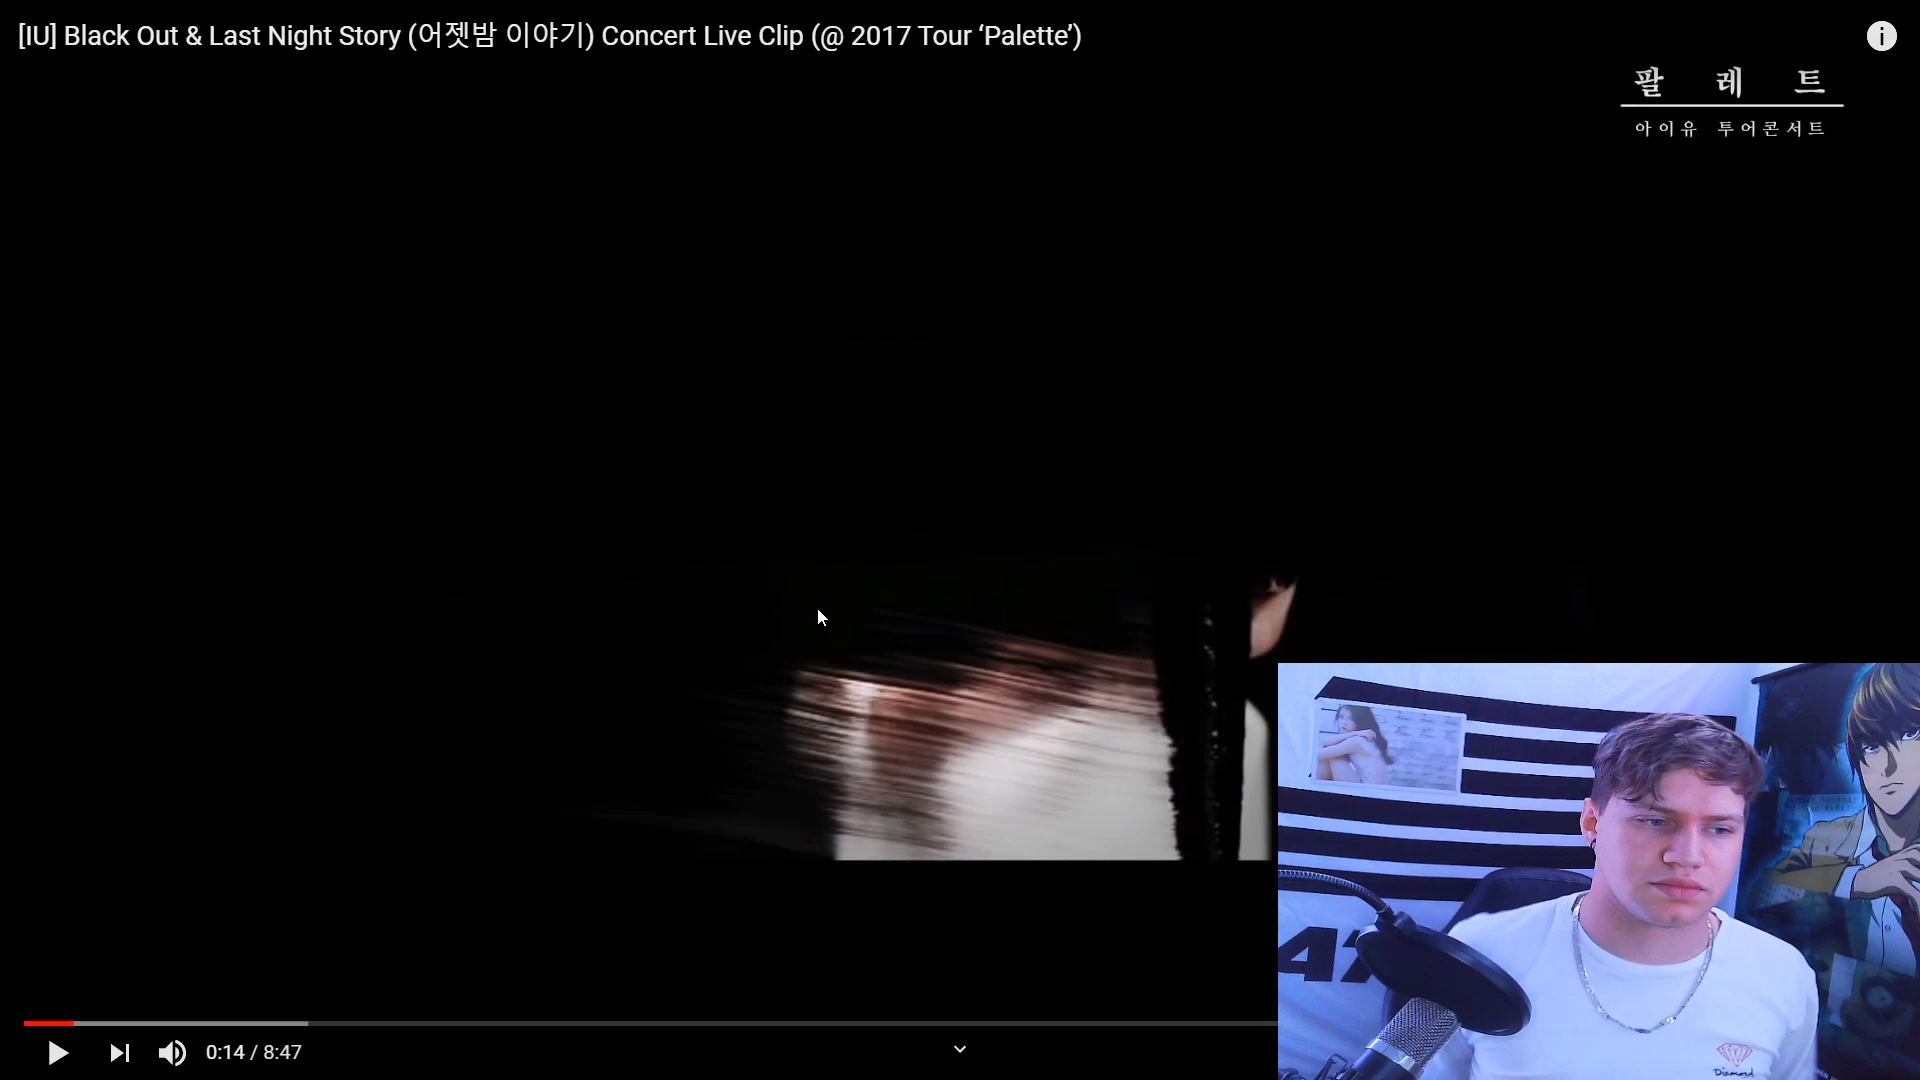 [IU] Black Out & Last Night Story (어젯밤 이야기) Concert Live Clip (@ 2017 Tour ‘Palette’)
팔 레 트
아이유 투어콘서트
0:14 / 8:47
Diamond